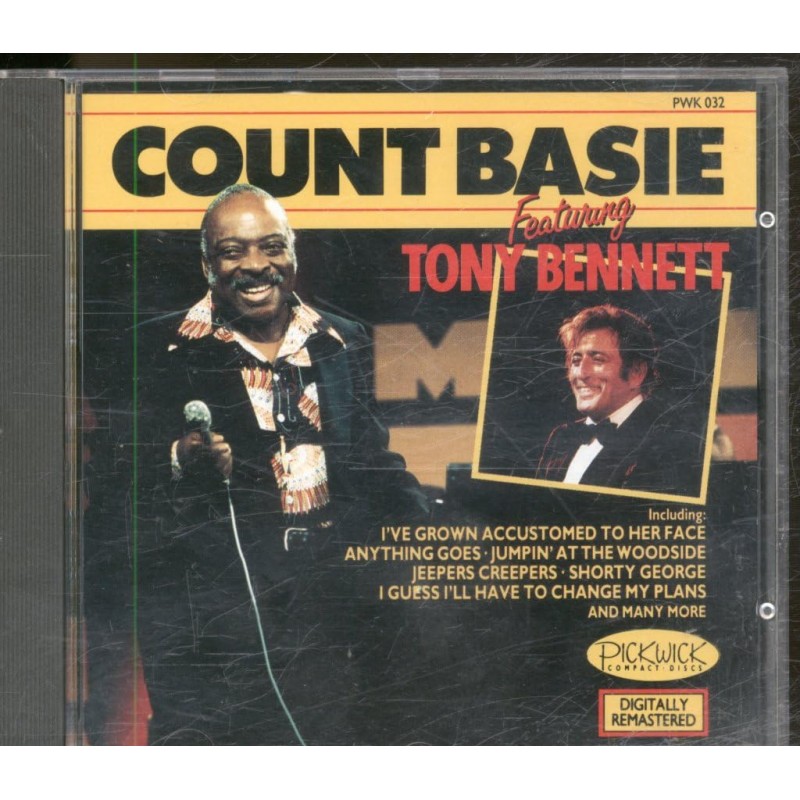 PWK 032
COUNT BASIE
Featuring
TONY BENNETT
M
Including:
I'VE GROWN ACCUSTOMED TO HER FACE
ANYTHING GOES · JUMPIN' AT THE WOODSIDE
JEEPERS CREEPERS · SHORTY GEORGE
I GUESS I'LL HAVE TO CHANGE MY PLANS
AND MANY MORE
PICKWICK
COMPACT · DISCS
DIGITALLY
REMASTERED